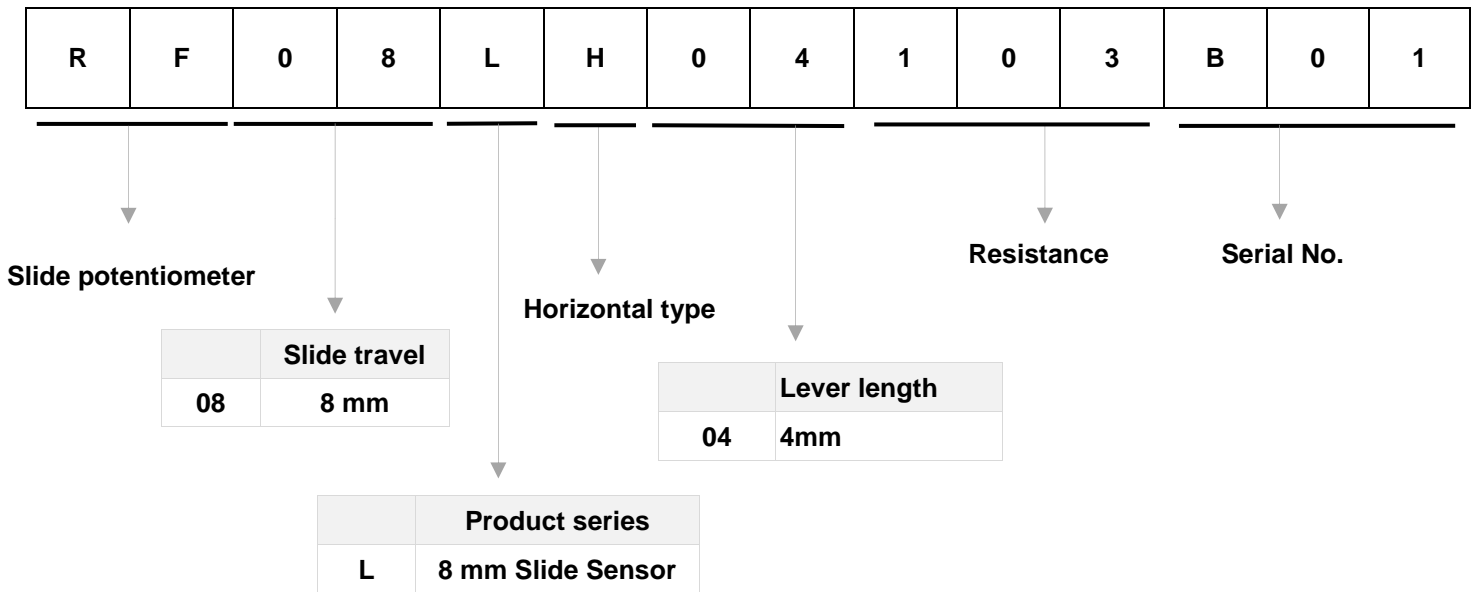 R F 0 8 L H 0 4 1 0 3 B 0 1
Resistance Serial No.
Slide potentiometer
Horizontal type
Slide travel
08 8 mm
Lever length
04 4mm
Product series
L 8 mm Slide Sensor